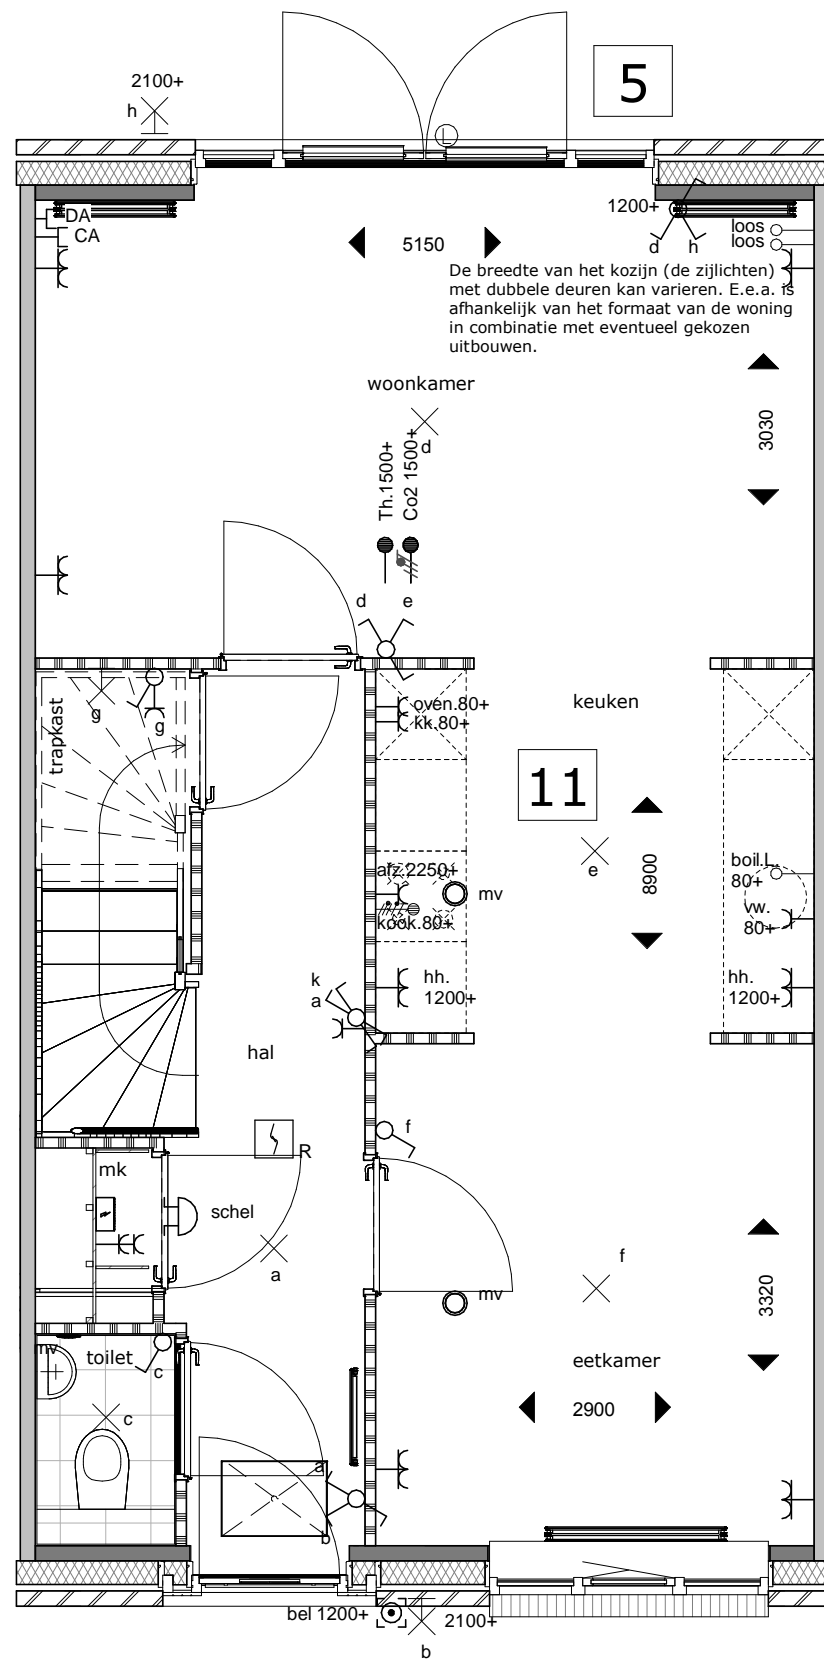 5
2100+
h
L
DA
CA
5150
1200+
d h
loos
loos
De breedte van het kozijn (de zijlichten)
met dubbele deuren kan varieren. E.e.a. is
afhankelijk van het formaat van de woning
in combinatie met eventueel gekozen
uitbouwen.
woonkamer
d
3030
Th.1500+
Co2 1500+
d e
trapkast
g
g
oven.80+
kk.80+
keuken
11
e
8900
afz.2250+
mv
kook.80+
boil.L.
80+
vw.
80+
k
a
hh.
1200+
hh.
1200+
hal
f
R
mk
schel
a
f
mv
3320
toilet
mv
c
c
eetkamer
2900
a
b
bel 1200+
2100+
b